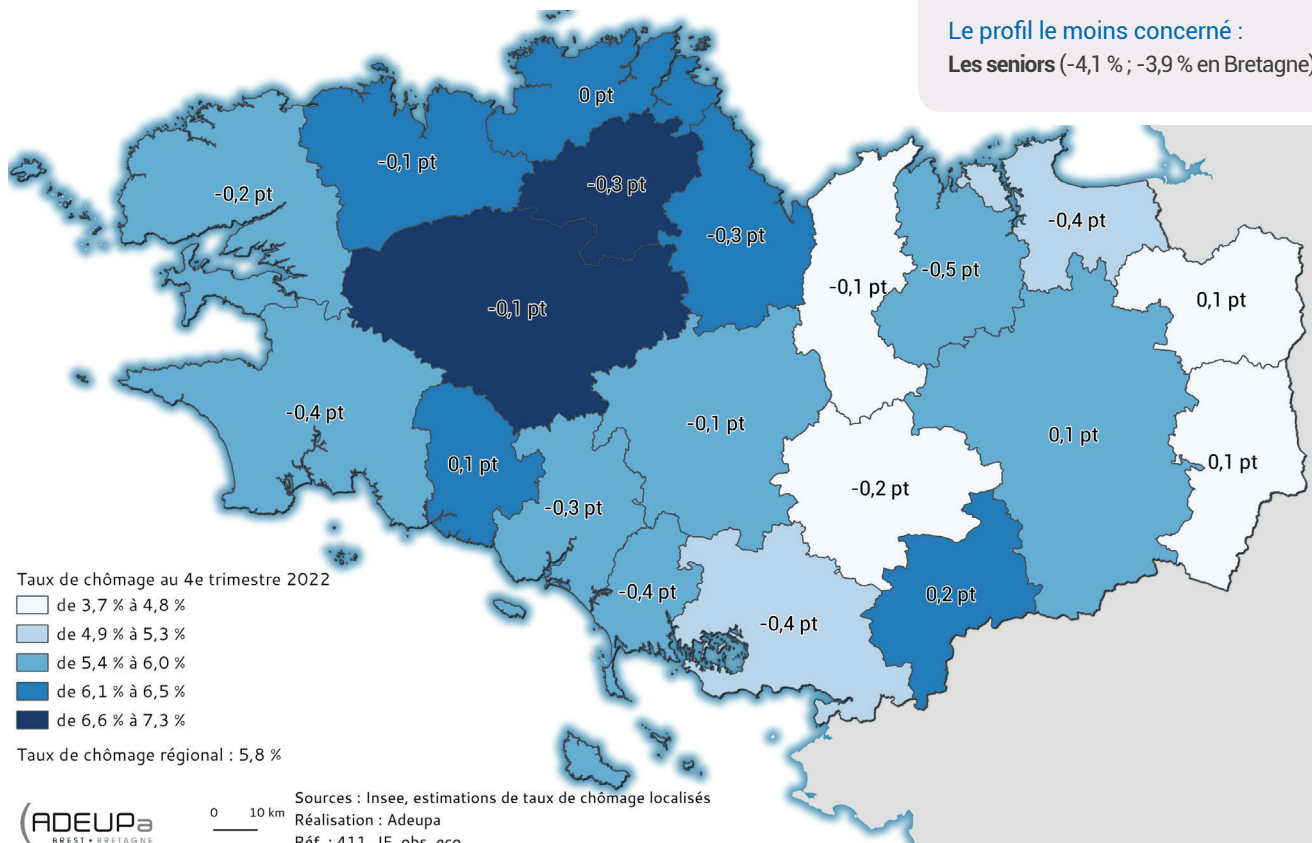 Le profil le moins concerné :
Les seniors (-4,1 % ; -3,9 % en Bretagne)
0 pt
-0,1 pt
-0,3 pt
-0,2 pt
-0,4 pt
-0,3 pt
-0,5 pt
-0,1 pt
0,1 pt
-0,1 pt
-0,4 pt
-0,1 pt
0,1 pt
0,1 pt
0,1 pt
-0,2 pt
-0,3 pt
-0,4 pt
0,2 pt
-0,4 pt
Taux de chômage au 4e trimestre 2022
de 3,7 % à 4,8 %
de 4,9 % à 5,3 %
de 5,4 % à 6,0 %
de 6,1 % à 6,5 %
de 6,6 % à 7,3 %
Taux de chômage régional : 5,8 %
ADEUPa
BREST • BRETAGNE
0 10 km
Sources : Insee, estimations de taux de chômage localisés
Réalisation : Adeupa
Réf. : 411_JF_obs_eco